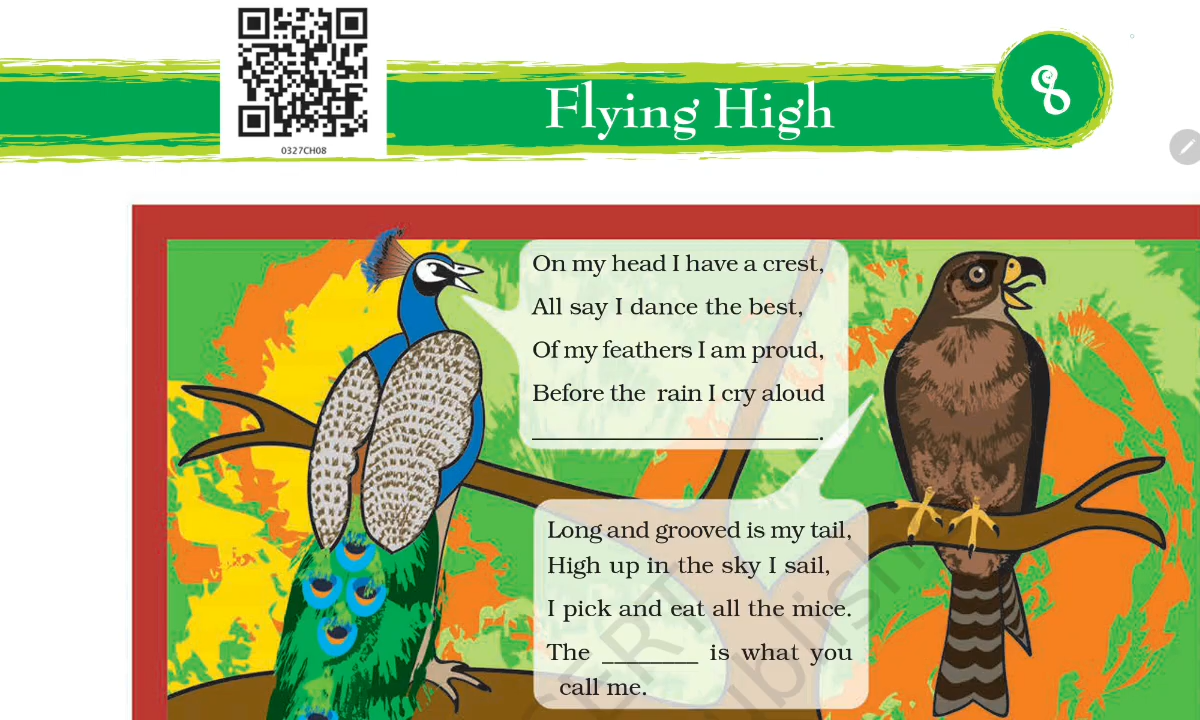 0327CH08
Flying High
8
On my head I have a crest,
All say I dance the best,
Of my feathers I am proud,
Before the rain I cry aloud
______________________.
Long and grooved is my tail,
High up in the sky I sail,
I pick and eat all the mice.
The ________ is what you
call me.